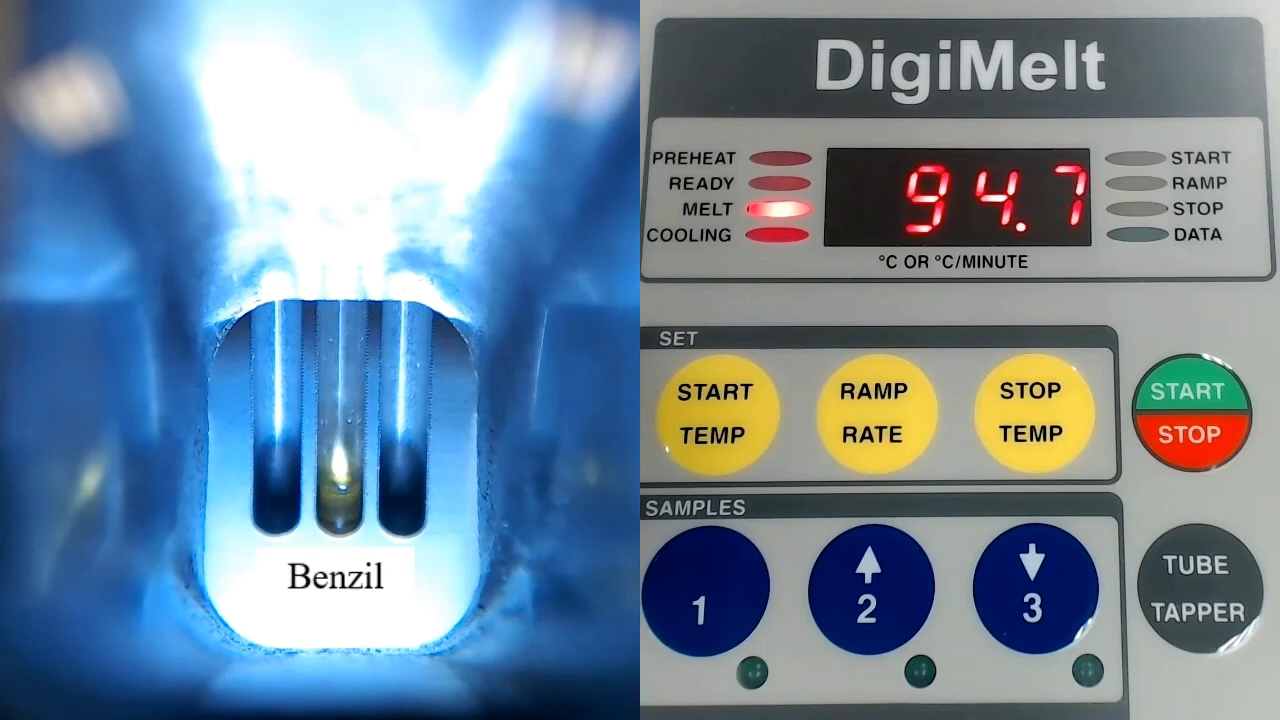 Benzil
DigiMelt
PREHEAT
READY
MELT
COOLING
94.7
START
RAMP
STOP
DATA
°C OR °C/MINUTE
SET
START
TEMP
RAMP
RATE
STOP
TEMP
START
STOP
SAMPLES
1
2
3
TUBE
TAPPER